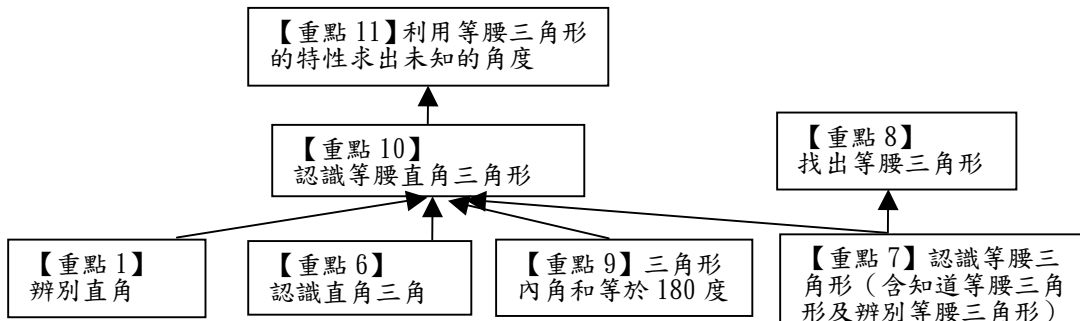 【重點 11】利用等腰三角形
的特性求出未知的角度
【重點 10】
認識等腰直角三角形
【重點 8】
找出等腰三角形
【重點 1】
辨別直角
【重點 6】
認識直角三角
【重點 9】三角形
內角和等於 180 度
【重點 7】認識等腰三
角形（含知道等腰三角
形及辨別等腰三角形）